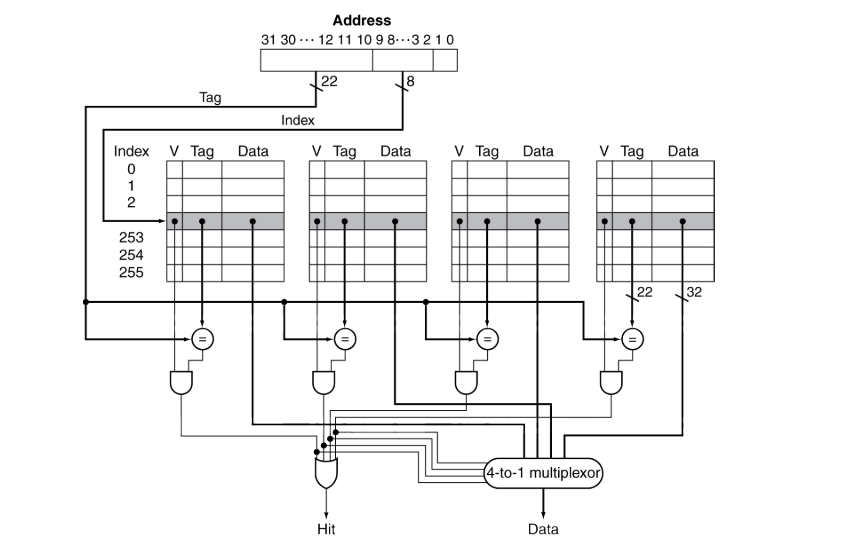 Address
31 30 ··· 12 11 10 9 8···3 2 1 0
22
8
Tag
Index
Index V Tag Data V Tag Data V Tag Data V Tag Data
0
1
2
253
254
255
22
32
= = = =
4-to-1 multiplexor
Hit
Data